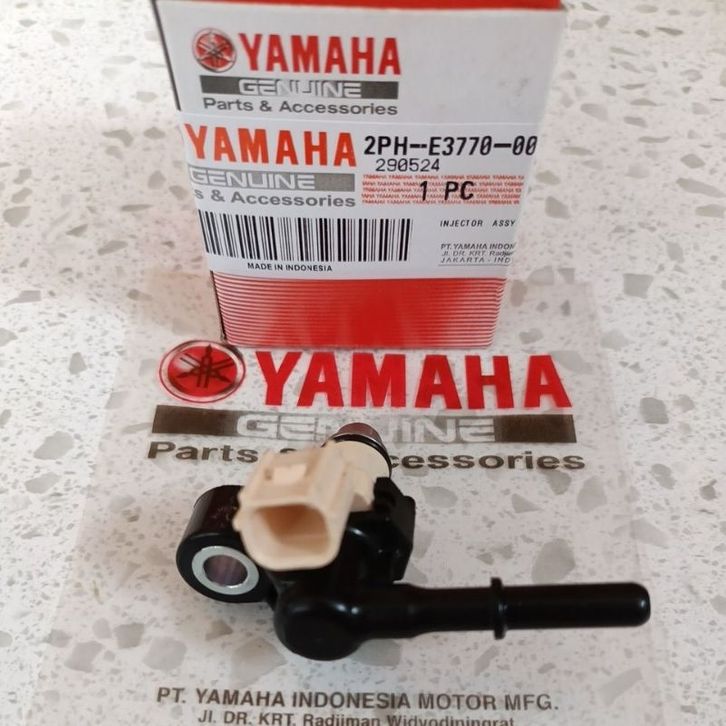 YAMAHA
GENUINE
Parts & Accessories
YAMAHA 2PH-E3770-00
290524
GENUINE
1 PC
s & Accessories
INJECTOR ASSY
PT. YAMAHA INDON
JL. DR. KRT. Radjim
JAKARTA - IND
MADE IN INDONESIA
YAMAHA
GENUINE
Parts & ccessories
PT. YAMAHA INDONESIA MOTOR MFG.
JL. DR. KRT. Radjiman Widyodiningrat